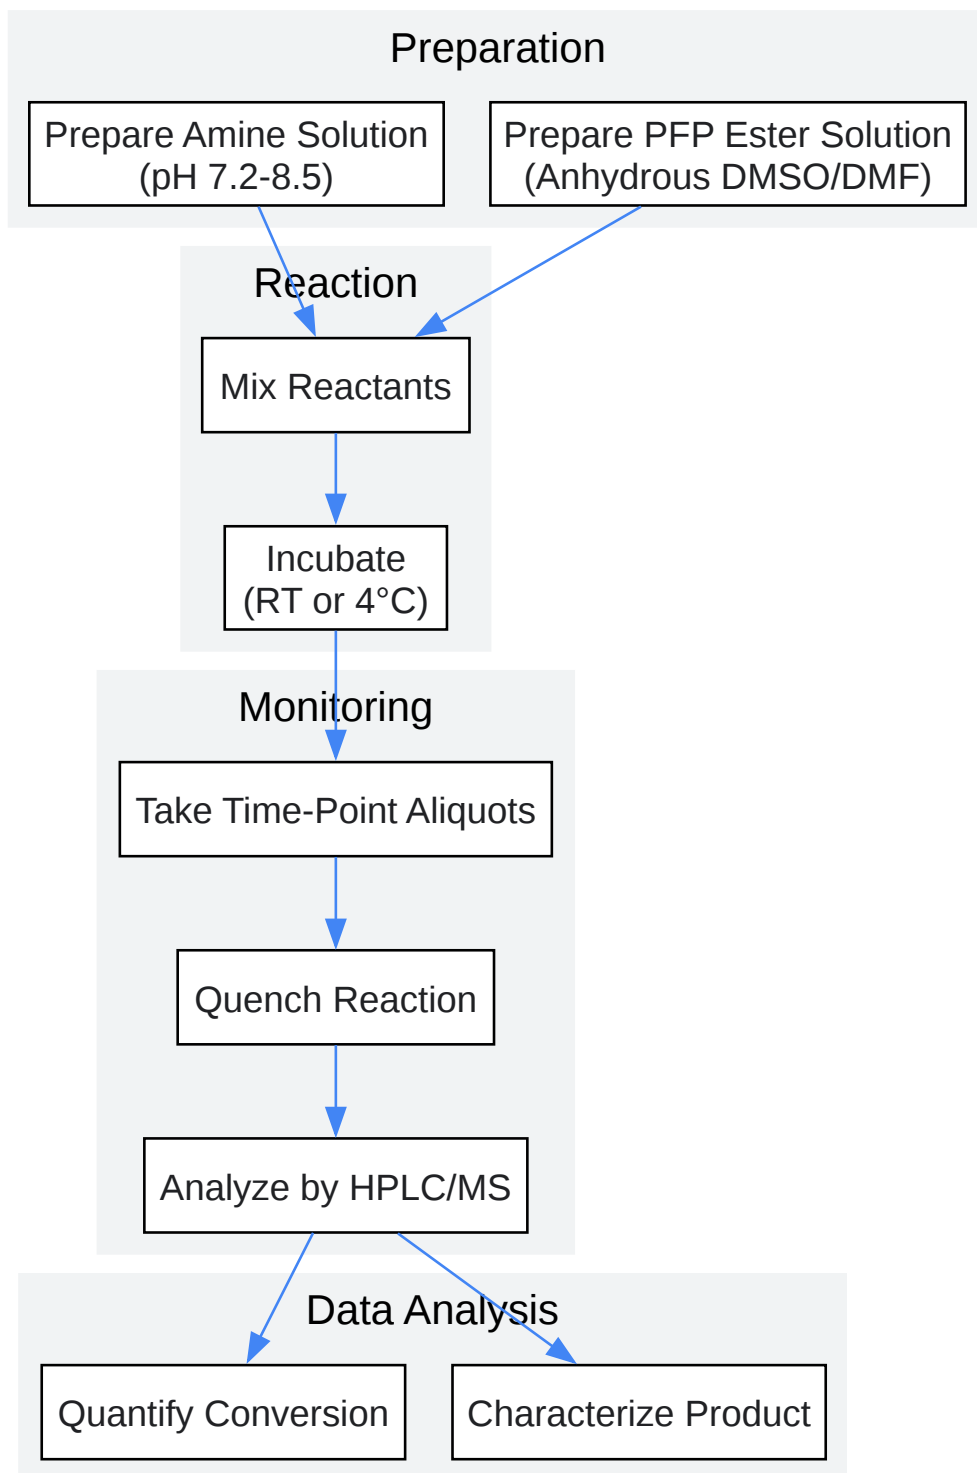 Preparation
Prepare Amine Solution
(pH 7.2-8.5)
Prepare PFP Ester Solution
(Anhydrous DMSO/DMF)
Reaction
Mix Reactants
Incubate
(RT or 4°C)
Monitoring
Take Time-Point Aliquots
Quench Reaction
Analyze by HPLC/MS
Data Analysis
Quantify Conversion
Characterize Product